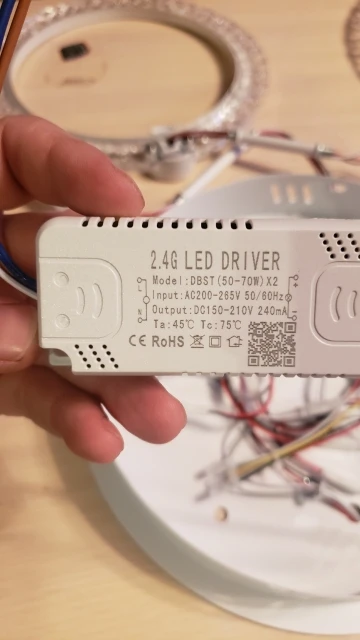 2.4G LED DRIVER
Model: DBST(50-70W)X2
Input: AC200-265V 50/60Hz
Output: DC150-210V 240mA
Ta: 45℃ Tc: 75℃
CE RoHS
L
N
+
-